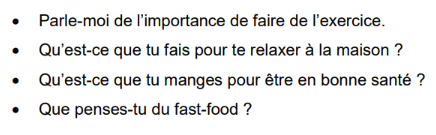 • Parle-moi de l’importance de faire de l’exercice.
• Qu’est-ce que tu fais pour te relaxer à la maison ?
• Qu’est-ce que tu manges pour être en bonne santé ?
• Que penses-tu du fast-food ?